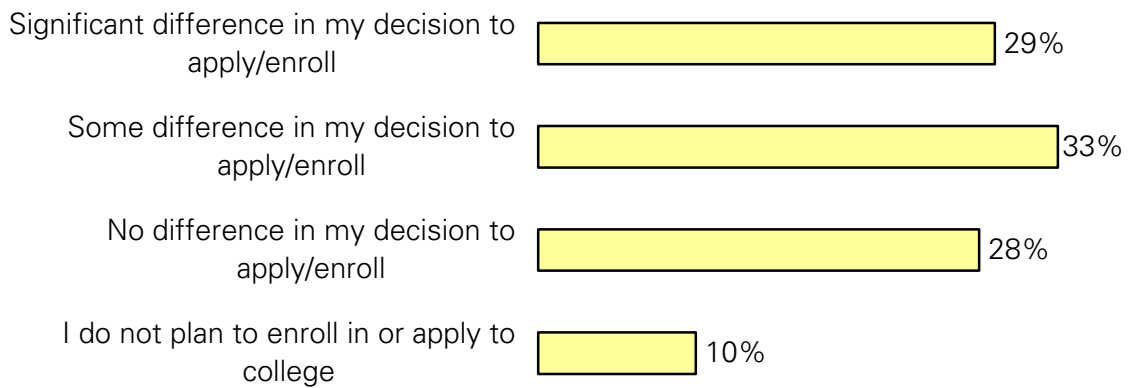 Significant difference in my decision to
apply/enroll
29%
Some difference in my decision to
apply/enroll
33%
No difference in my decision to
apply/enroll
28%
I do not plan to enroll in or apply to
college
10%